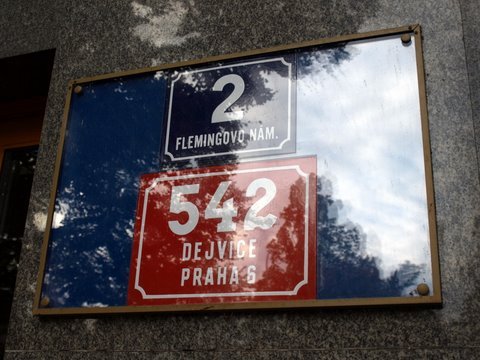 2
FLEMINGOVO NÁM.
542
DEJVICE
PRAHA 6